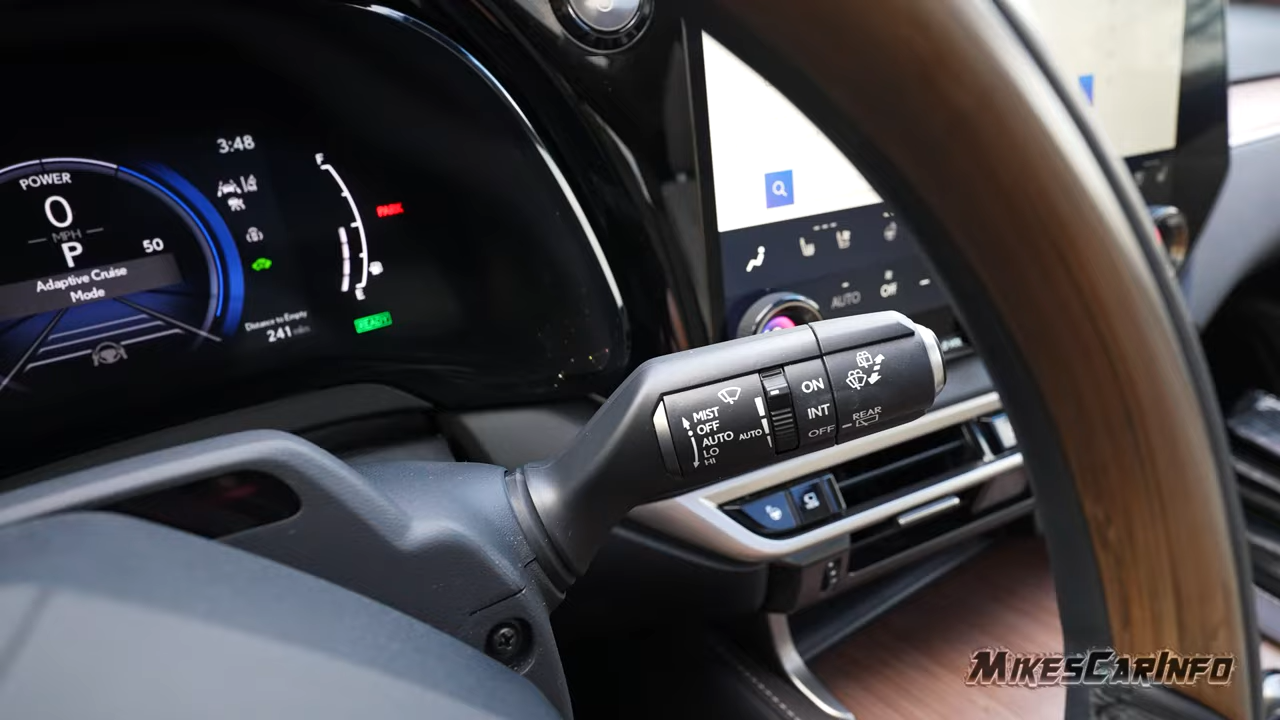 3:48
POWER
0
MPH
P
50
Adaptive Cruise
Mode
F
E
PARK
READY
Distance to Empty
241 miles
AUTO
Off
MIST
OFF
AUTO
LO
HI
AUTO
ON
INT
OFF
REAR
MIKESCARINFO